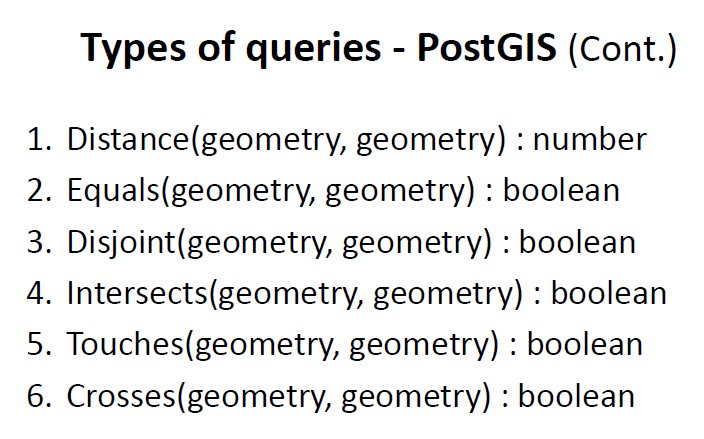 Types of queries - PostGIS (Cont.)
1. Distance(geometry, geometry) : number
2. Equals(geometry, geometry) : boolean
3. Disjoint(geometry, geometry) : boolean
4. Intersects(geometry, geometry) : boolean
5. Touches(geometry, geometry) : boolean
6. Crosses(geometry, geometry) : boolean